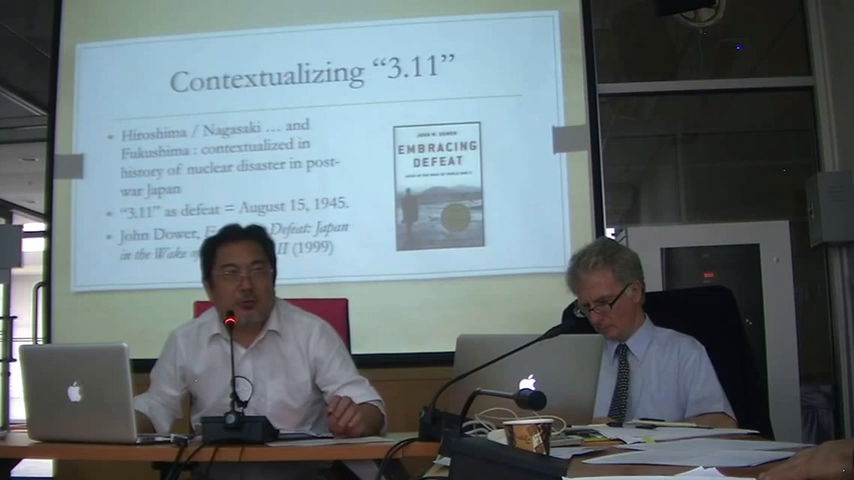 Contextualizing “3.11”
• Hiroshima / Nagasaki … and
Fukushima : contextualized in
history of nuclear disaster in post-
war Japan
• “3.11” as defeat = August 15, 1945.
• John Dower, Defeat: Japan
in the Wake II (1999)
JOHN W. DOWER
EMBRACING
DEFEAT